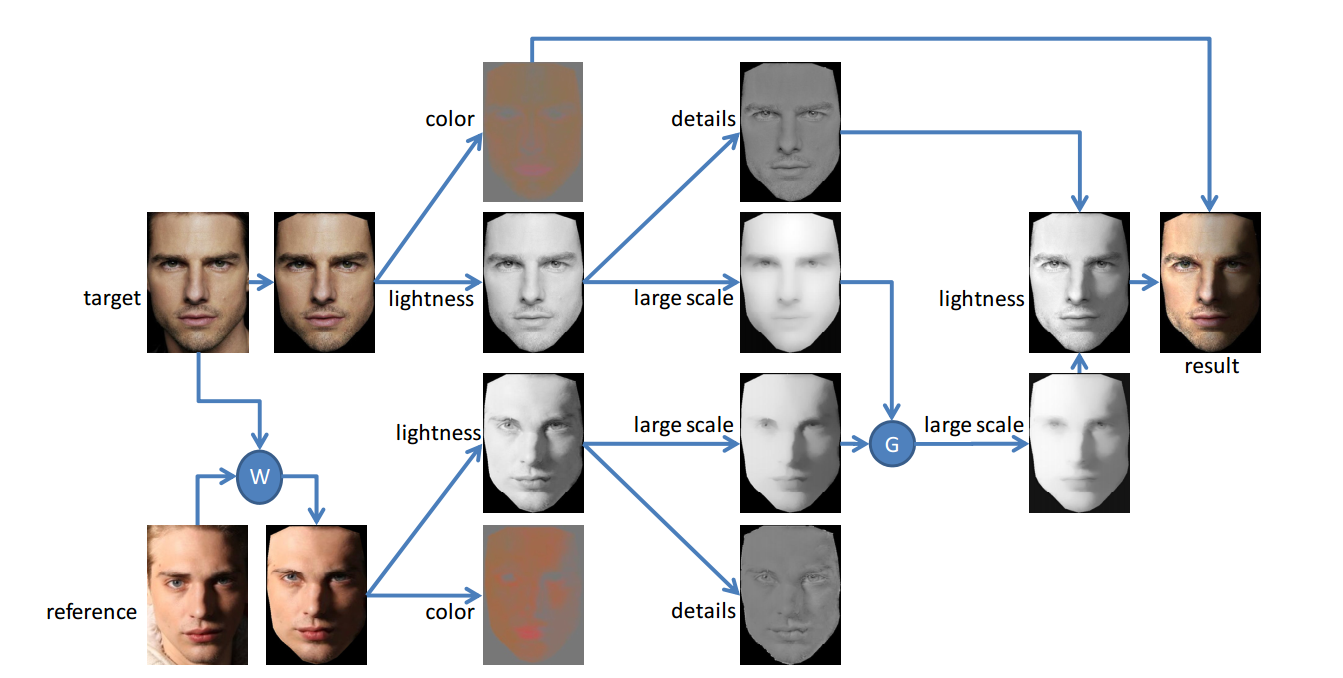 color
details
target
lightness
large scale
lightness
result
lightness
large scale
G
large scale
W
reference
color
details